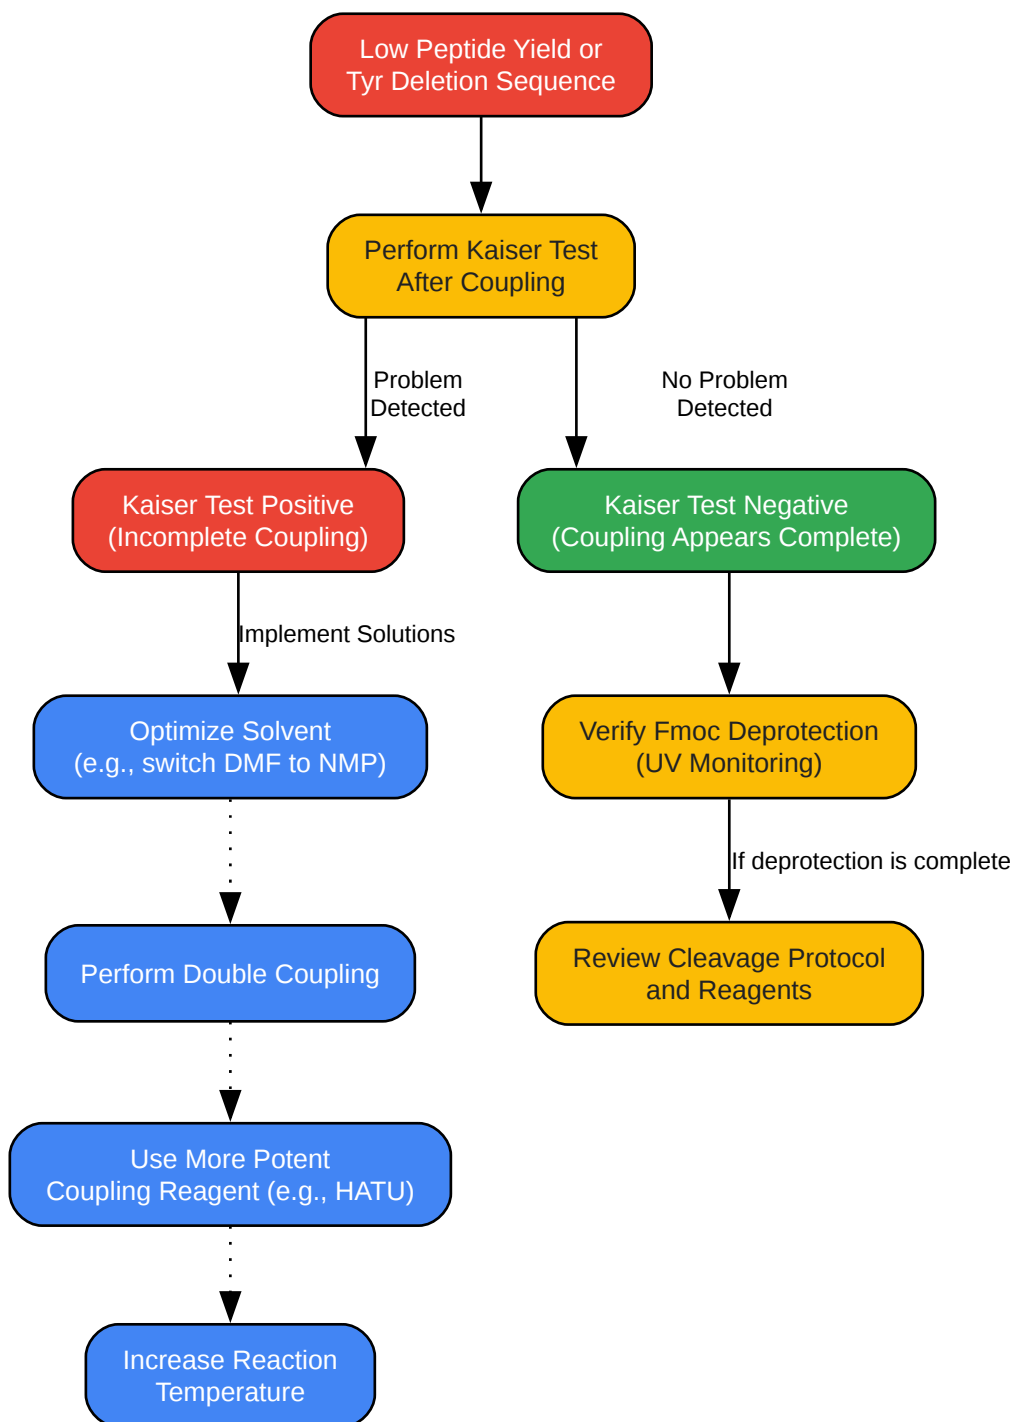 Low Peptide Yield or
Tyr Deletion Sequence
Perform Kaiser Test
After Coupling
Problem
Detected
No Problem
Detected
Kaiser Test Positive
(Incomplete Coupling)
Kaiser Test Negative
(Coupling Appears Complete)
Implement Solutions
Optimize Solvent
(e.g., switch DMF to NMP)
Verify Fmoc Deprotection
(UV Monitoring)
If deprotection is complete
Perform Double Coupling
Review Cleavage Protocol
and Reagents
Use More Potent
Coupling Reagent (e.g., HATU)
Increase Reaction
Temperature